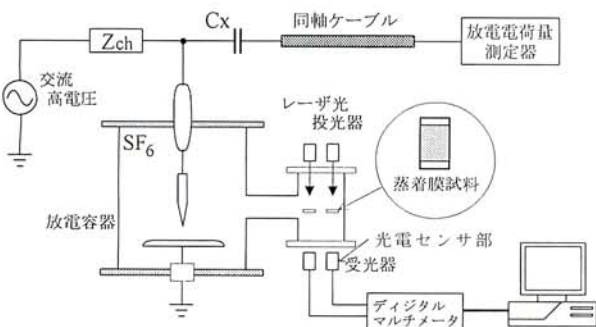 Zch
Cx
同軸ケーブル
放電電荷量
測定器
交流
高電圧
SF6
レーザ光
投光器
蒸着膜試料
放電容器
光電センサ部
受光器
ディジタル
マルチメータ